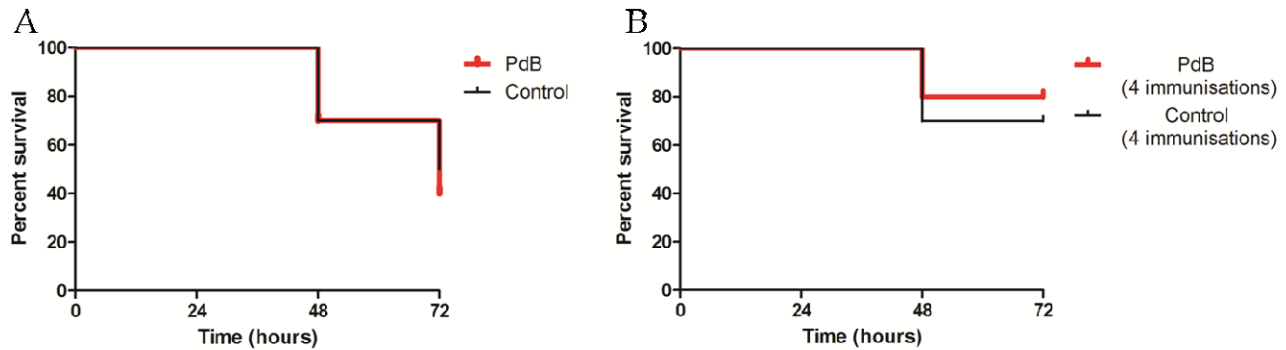 A
100
80
60
40
20
0
Percent survival
0 24 48 72
Time (hours)
PdB
Control
B
100
80
60
40
20
0
Percent survival
0 24 48 72
Time (hours)
PdB
(4 immunisations)
Control
(4 immunisations)